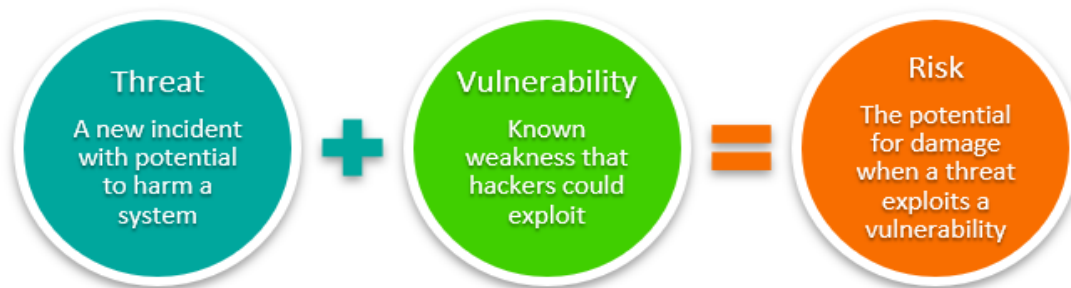 Threat
A new incident
with potential
to harm a
system
+
Vulnerability
Known
weakness that
hackers could
exploit
=
Risk
The potential
for damage
when a threat
exploits a
vulnerability